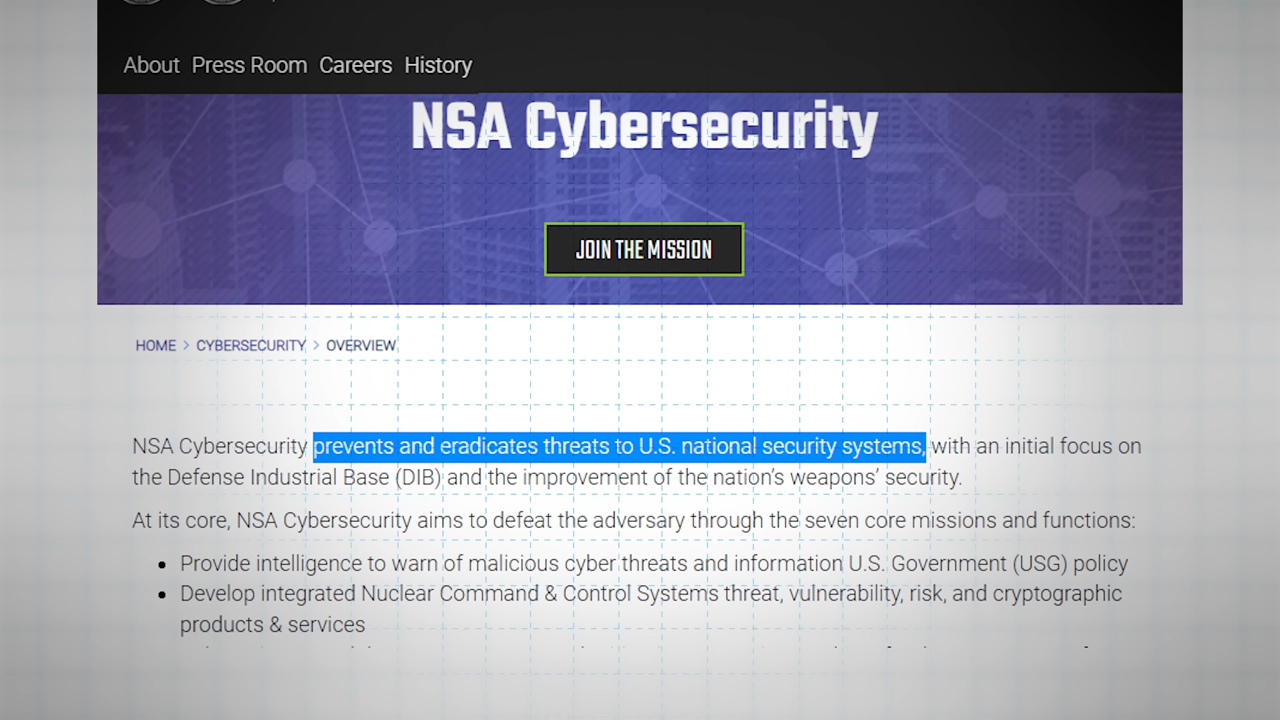 About Press Room Careers History
NSA Cybersecurity
JOIN THE MISSION
HOME > CYBERSECURITY > OVERVIEW
NSA Cybersecurity prevents and eradicates threats to U.S. national security systems, with an initial focus on
the Defense Industrial Base (DIB) and the improvement of the nation’s weapons’ security.
At its core, NSA Cybersecurity aims to defeat the adversary through the seven core missions and functions:
• Provide intelligence to warn of malicious cyber threats and information U.S. Government (USG) policy
• Develop integrated Nuclear Command & Control Systems threat, vulnerability, risk, and cryptographic
products & services